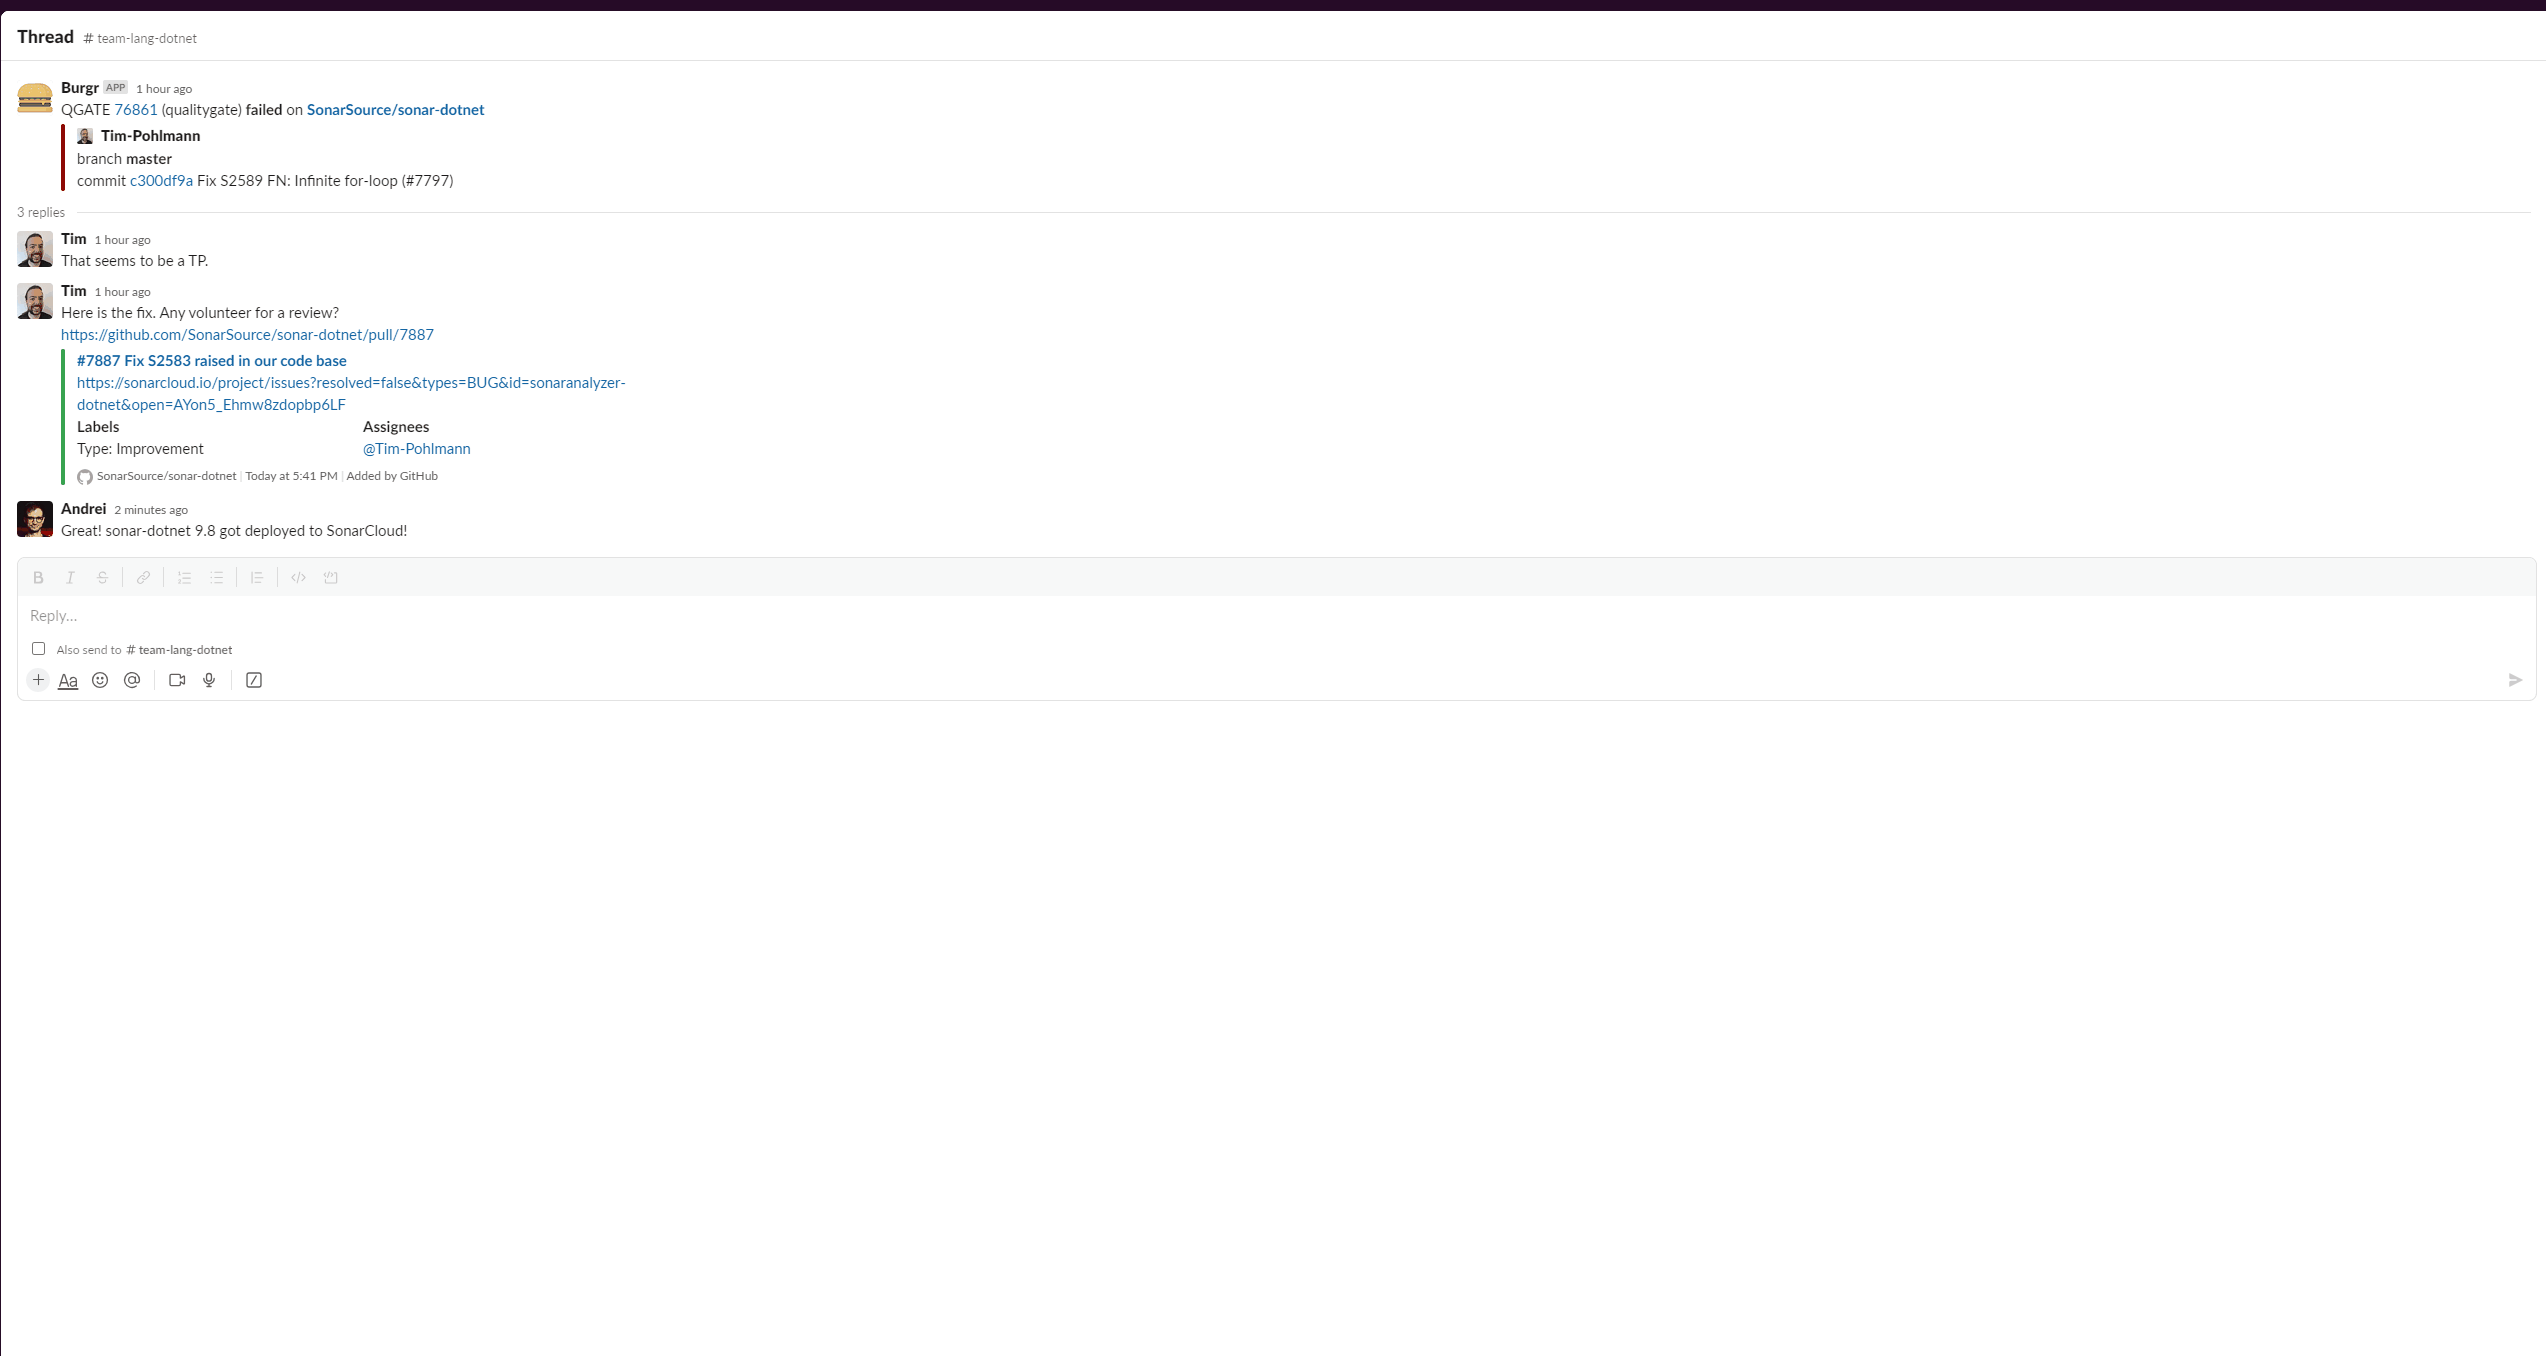 Thread # team-lang-dotnet
Burgr APP 1 hour ago
QGATE 76861 (qualitygate) failed on SonarSource/sonar-dotnet
Tim-Pohlmann
branch master
commit c300df9a Fix S2589 FN: Infinite for-loop (#7797)
3 replies
Tim 1 hour ago
That seems to be a TP.
Tim 1 hour ago
Here is the fix. Any volunteer for a review?
https://github.com/SonarSource/sonar-dotnet/pull/7887
#7887 Fix S2583 raised in our code base
https://sonarcloud.io/project/issues?resolved=false&types=BUG&id=sonaranalyzer-
dotnet&open=AYon5_Ehmw8zdopbp6LF
Labels Assignees
Type: Improvement @Tim-Pohlmann
SonarSource/sonar-dotnet | Today at 5:41 PM | Added by GitHub
Andrei 2 minutes ago
Great! sonar-dotnet 9.8 got deployed to SonarCloud!
B I S
Reply...
Also send to # team-lang-dotnet
+ Aa @